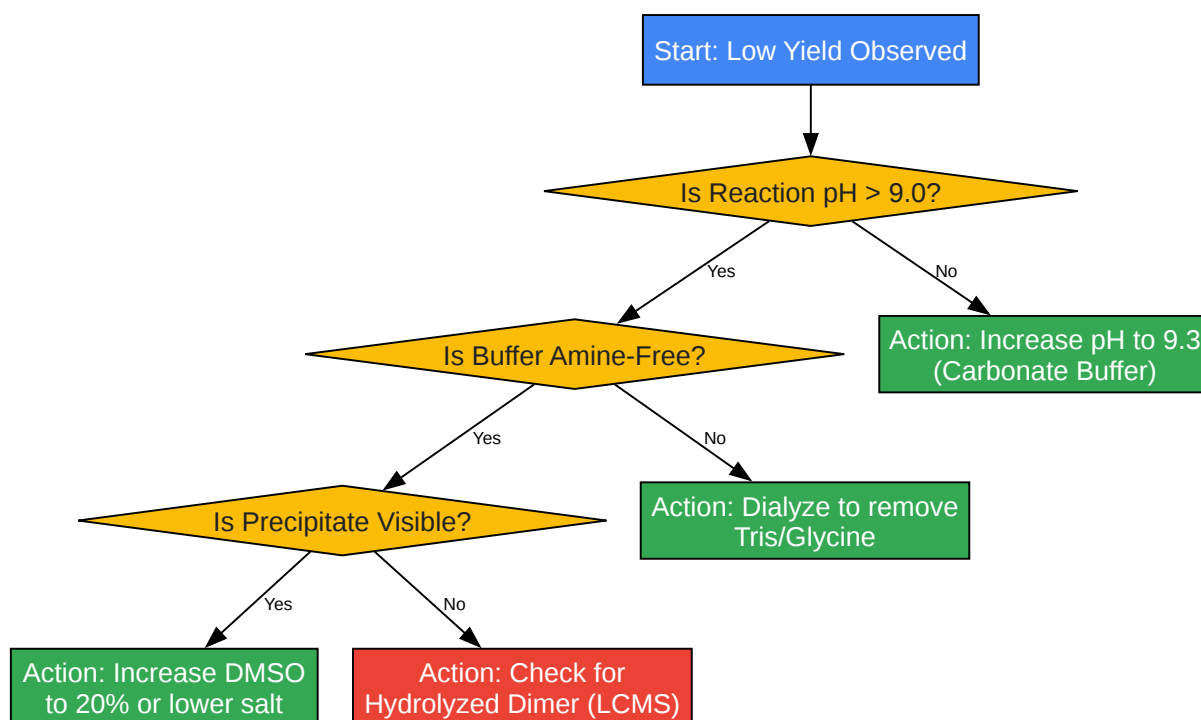 Start: Low Yield Observed
Is Reaction pH > 9.0?
Yes
No
Is Buffer Amine-Free?
Action: Increase pH to 9.3
(Carbonate Buffer)
Yes
No
Is Precipitate Visible?
Action: Dialyze to remove
Tris/Glycine
Yes
No
Action: Increase DMSO
to 20% or lower salt
Action: Check for
Hydrolyzed Dimer (LCMS)